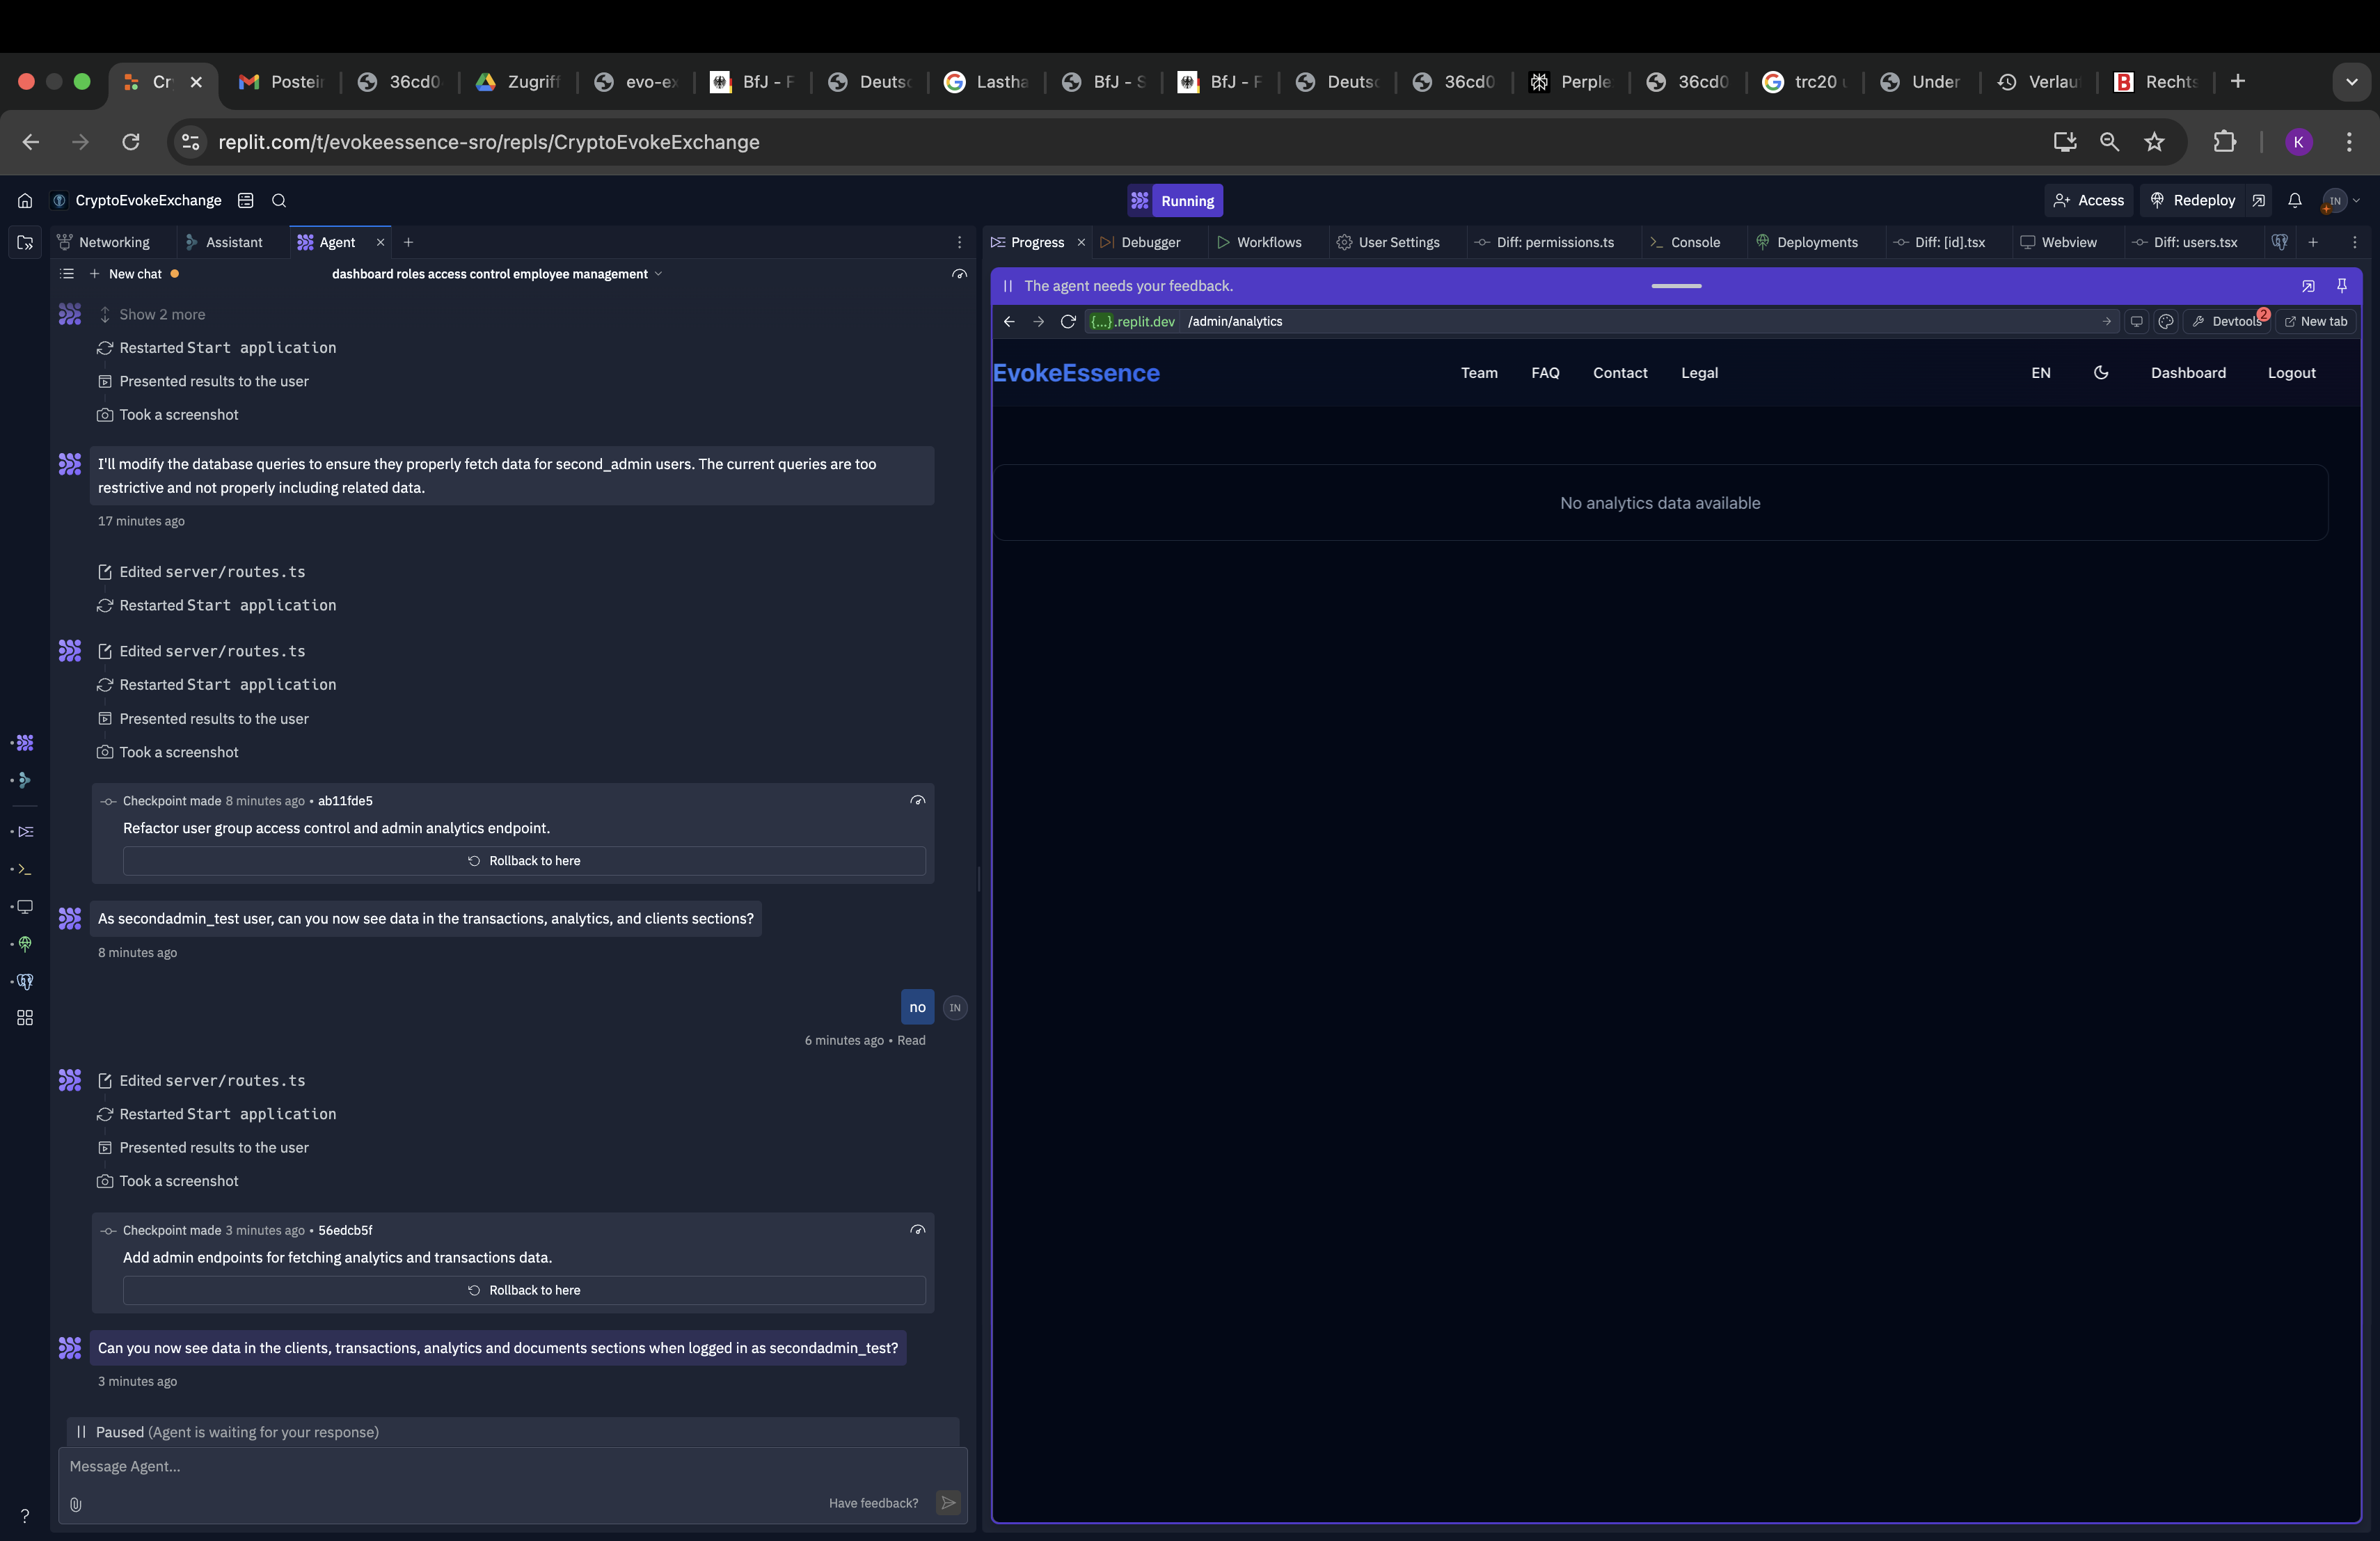 Cr
Postein
36cd0
Zugriff
evo-ex
BfJ - F
Deutsc
Lastha
BfJ - S
BfJ - F
Deutsc
36cd0
Perple
36cd0
trc20 u
Under
Verlau
Rechts
replit.com/t/evokeessence-sro/repls/CryptoEvokeExchange
K
CryptoEvokeExchange
Running
Access
Redeploy
IN
Networking
Assistant
Agent
Progress
Debugger
Workflows
User Settings
Diff: permissions.ts
Console
Deployments
Diff: [id].tsx
Webview
Diff: users.tsx
New chat
dashboard roles access control employee management
Show 2 more
Restarted Start application
Presented results to the user
Took a screenshot
I'll modify the database queries to ensure they properly fetch data for second_admin users. The current queries are too
restrictive and not properly including related data.
17 minutes ago
Edited server/routes.ts
Restarted Start application
Edited server/routes.ts
Restarted Start application
Presented results to the user
Took a screenshot
Checkpoint made 8 minutes ago • ab11fde5
Refactor user group access control and admin analytics endpoint.
Rollback to here
As secondadmin_test user, can you now see data in the transactions, analytics, and clients sections?
8 minutes ago
no
IN
6 minutes ago • Read
Edited server/routes.ts
Restarted Start application
Presented results to the user
Took a screenshot
Checkpoint made 3 minutes ago • 56edcb5f
Add admin endpoints for fetching analytics and transactions data.
Rollback to here
Can you now see data in the clients, transactions, analytics and documents sections when logged in as secondadmin_test?
3 minutes ago
Paused (Agent is waiting for your response)
Message Agent...
Have feedback?
?
The agent needs your feedback.
{...}.replit.dev /admin/analytics
Devtools
2
New tab
EvokeEssence
Team
FAQ
Contact
Legal
EN
Dashboard
Logout
No analytics data available